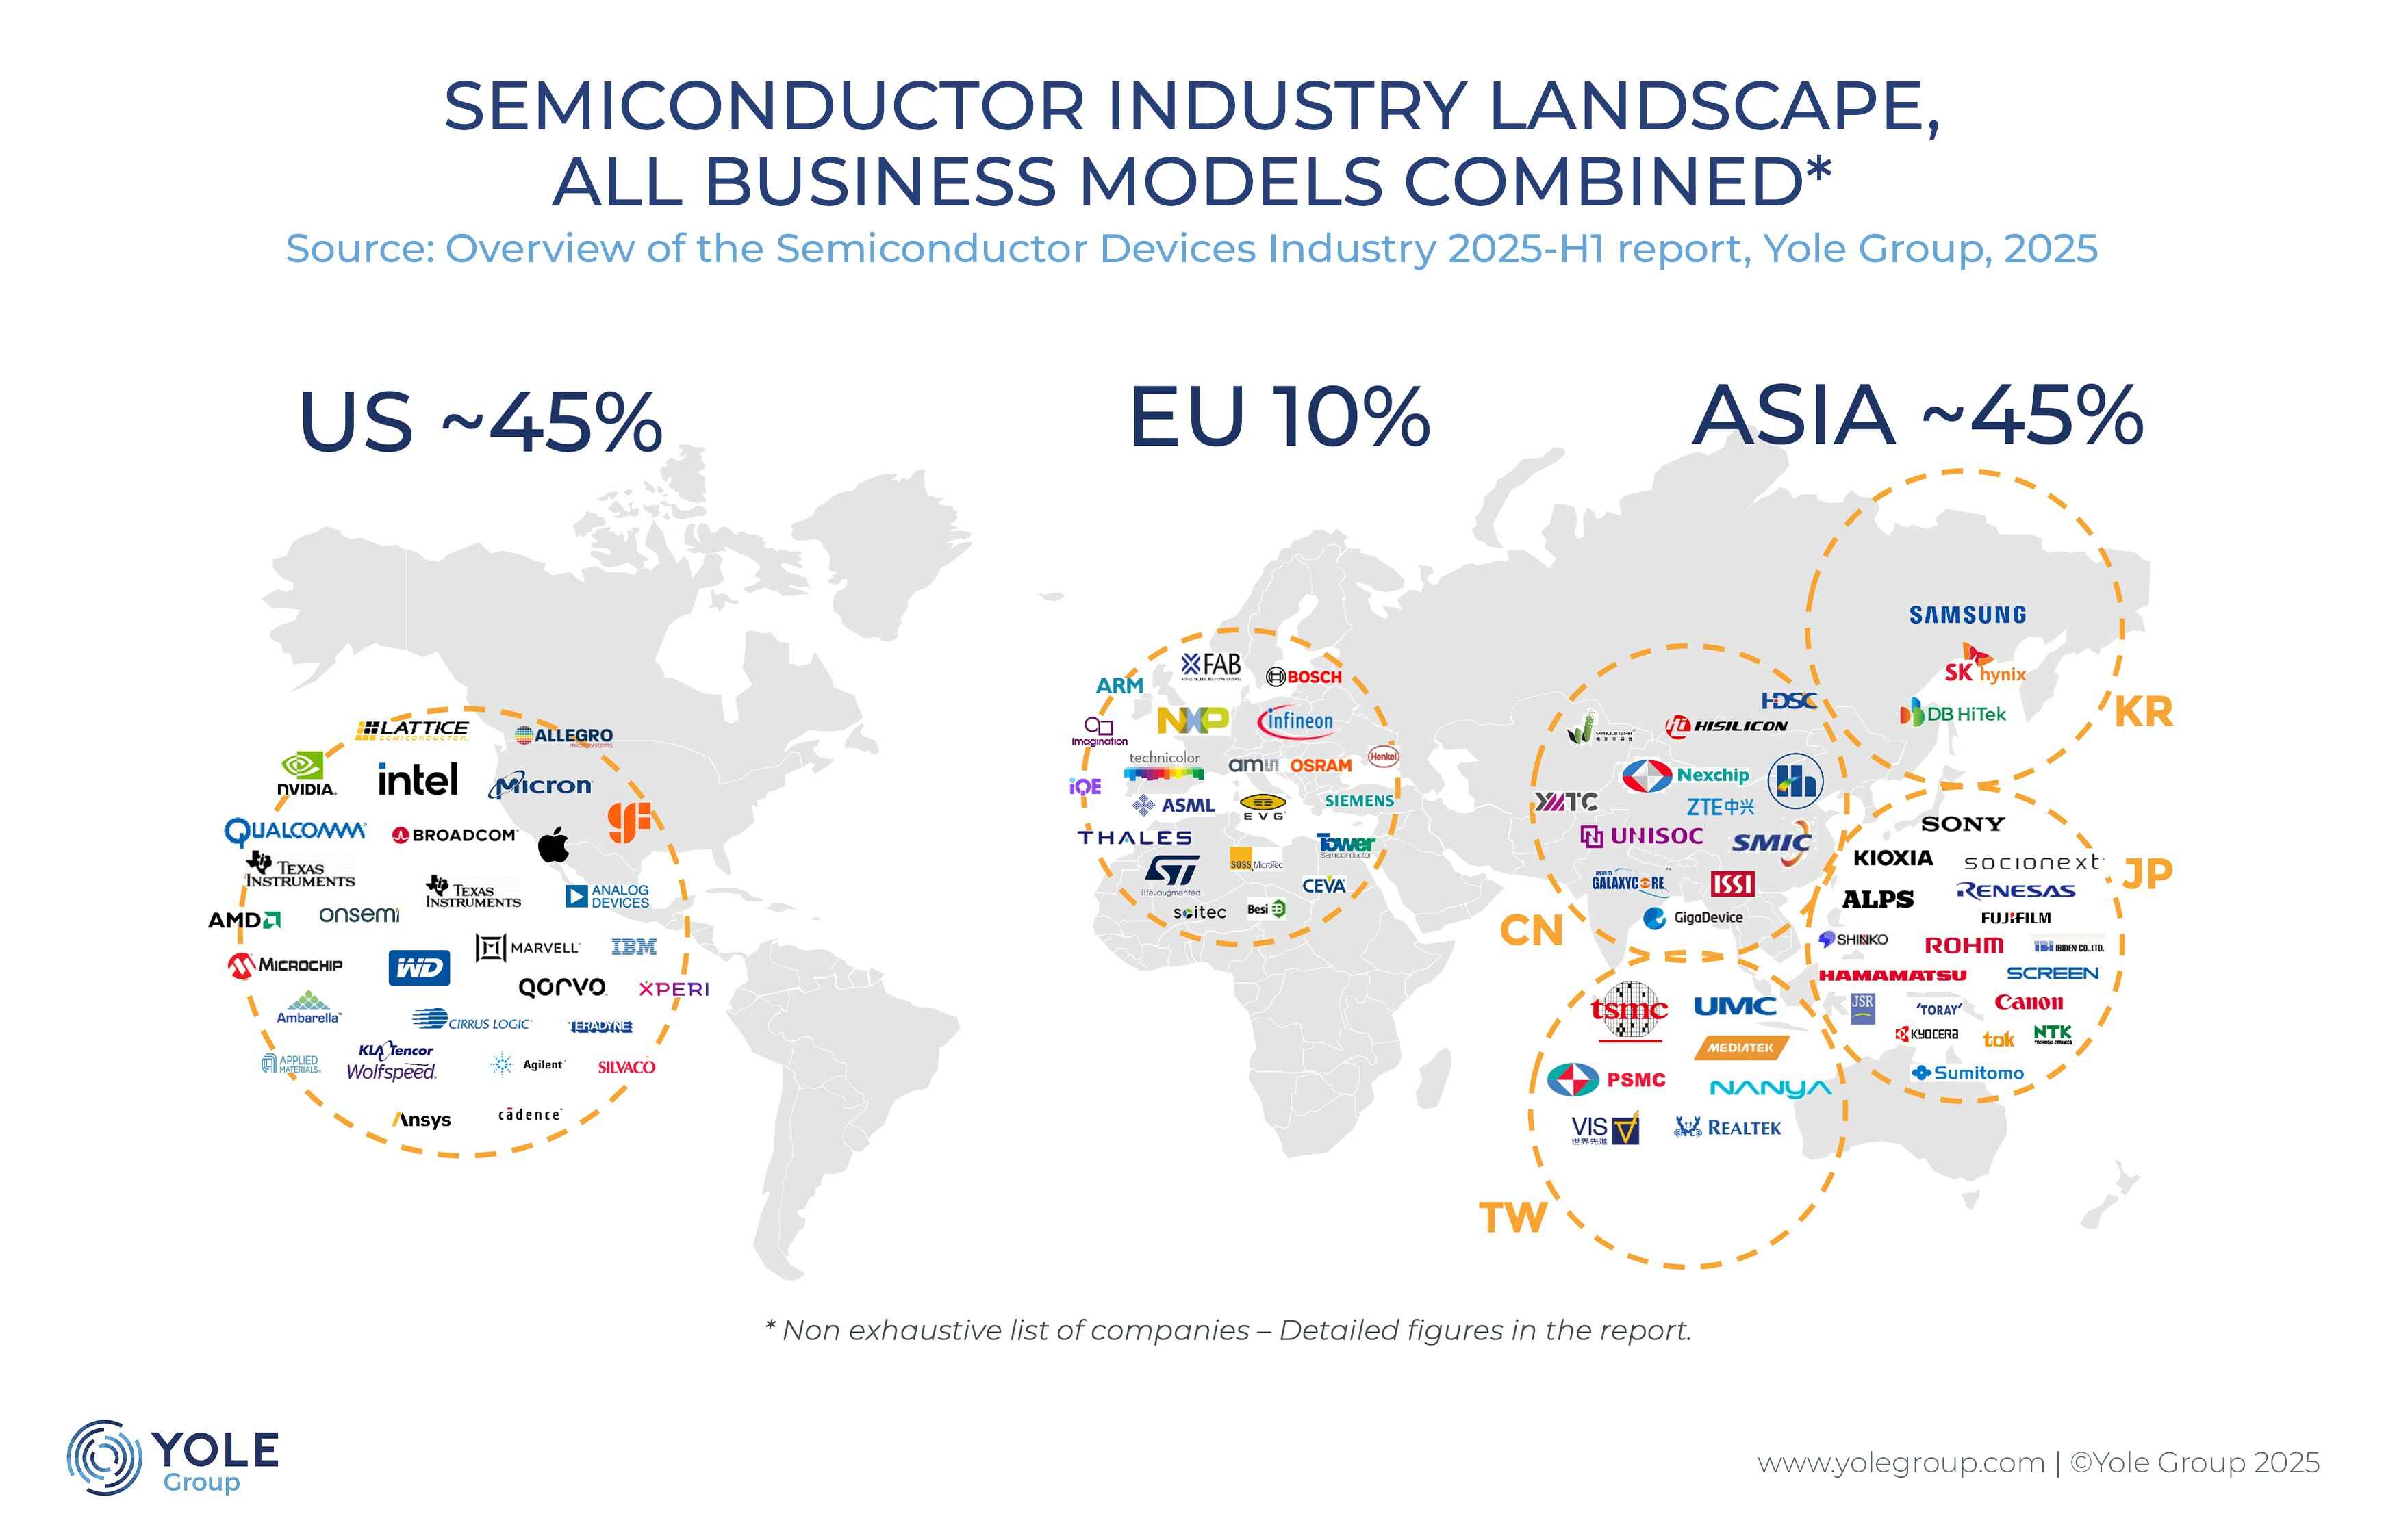 SEMICONDUCTOR INDUSTRY LANDSCAPE,
ALL BUSINESS MODELS COMBINED*
Source: Overview of the Semiconductor Devices Industry 2025-H1 report, Yole Group, 2025
US ~45%
LATTICE
SEMICONDUCTOR.
ALLEGRO
microsystems
NVIDIA.
intel
Micron
gf
QUALCOMM
BROADCOM
TEXAS
INSTRUMENTS
TEXAS
INSTRUMENTS
ANALOG
DEVICES
AMD
onsemi
MARVELL
IBM
MICROCHIP
WD
QORVO
XPERI
Ambarella
CIRRUS LOGIC
TERADYNE
APPLIED
MATERIALS.
KLA Tencor
Wolfspeed.
Agilent
SILVACO
Ansys
cādence
EU 10%
XFAB
BOSCH
ARM
NXP
infineon
Imagination
technicolor
amu OSRAM
Henkel
iQE
ASML
EVG
SIEMENS
THALES
Tower
Semiconductor
ST
life.augmented
SUSS MicroTec
CEVA
soitec
Besi
ASIA ~45%
SAMSUNG
SK hynix
DB HiTek
KR
HDSC
WILLSEMI
HISILICON
Nexchip
YMTC
ZTE中兴
UNISOC
SMIC
GALAXYCORE
ISSI
GigaDevice
CN
SONY
KIOXIA
socionext
JP
ALPS
RENESAS
FUJIFILM
SHINKO
ROHM
IBIDEN CO.,LTD.
HAMAMATSU
SCREEN
JSR
'TORAY'
Canon
KYOCERA
tok
NTK
TECHNICAL CERAMICS
Sumitomo
tsmc
UMC
MEDIATEK
PSMC
NANYA
VIS
世界先進
REALTEK
TW
* Non exhaustive list of companies – Detailed figures in the report.
YOLE
Group
www.yolegroup.com | ©Yole Group 2025